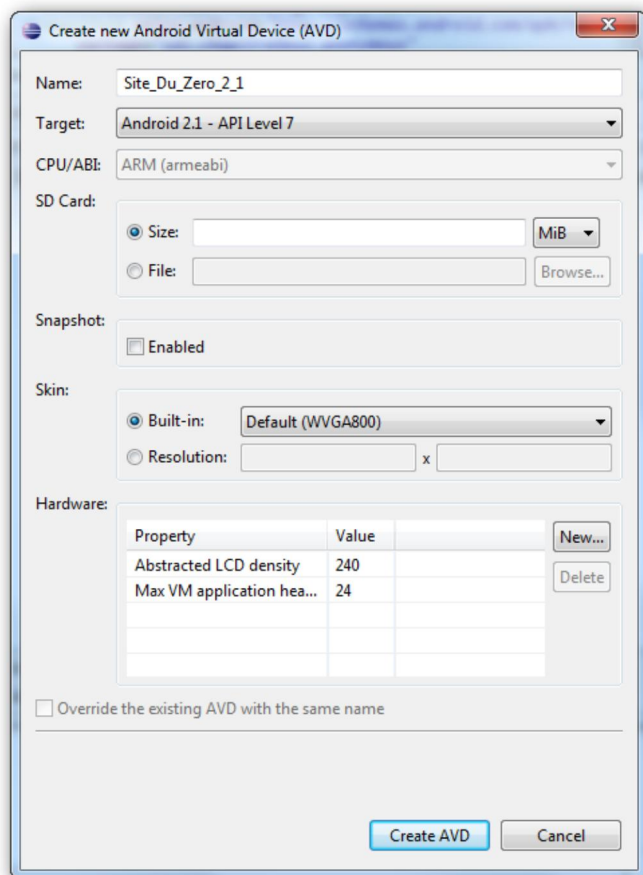 Create new Android Virtual Device (AVD)
Name: Site_Du_Zero_2_1
Target: Android 2.1 - API Level 7
CPU/ABI: ARM (armeabi)
SD Card:
Size: MiB
File: Browse...
Snapshot:
Enabled
Skin:
Built-in: Default (WVGA800)
Resolution: x
Hardware:
Property Value New...
Abstracted LCD density 240
Delete
Max VM application hea... 24
Override the existing AVD with the same name
Create AVD Cancel